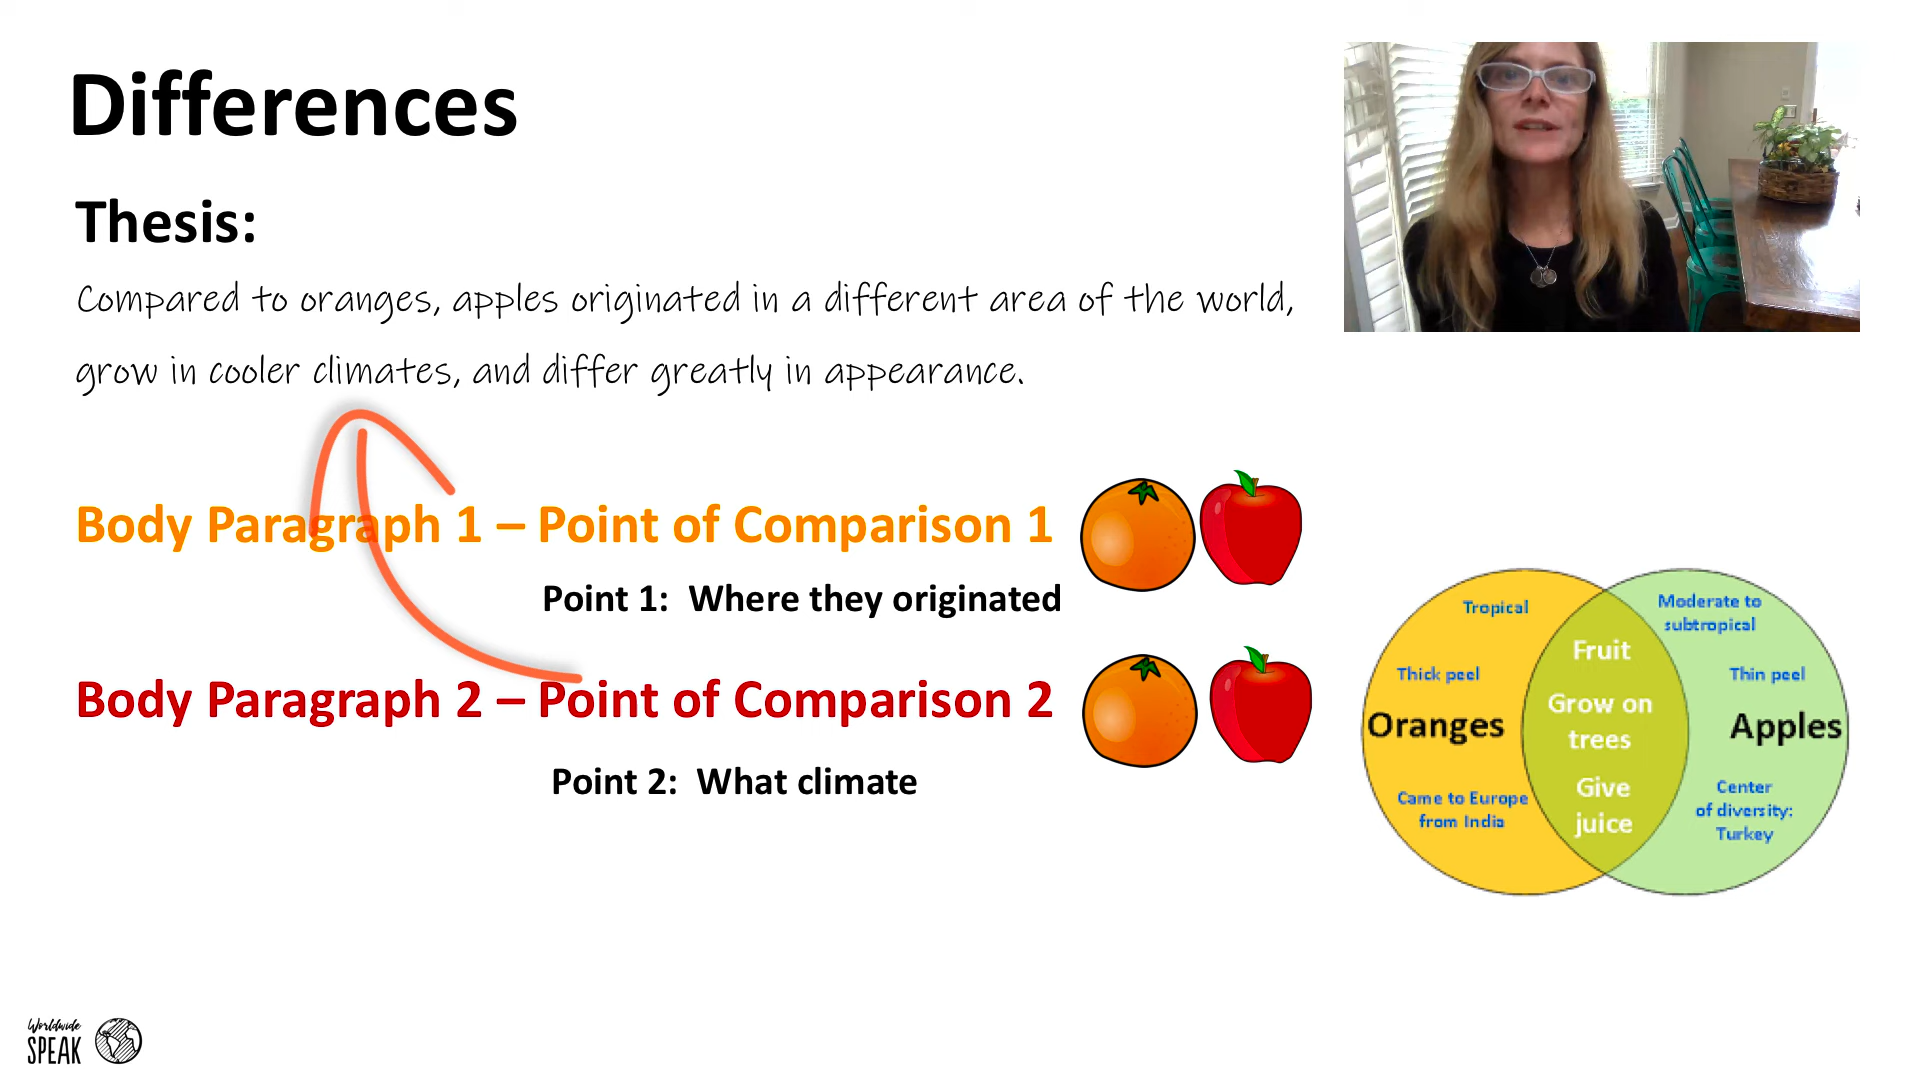 Differences
Thesis:
Compared to oranges, apples originated in a different area of the world,
grow in cooler climates, and differ greatly in appearance.
Body Paragraph 1 – Point of Comparison 1
Point 1: Where they originated
Body Paragraph 2 – Point of Comparison 2
Point 2: What climate
Tropical
Thick peel
Oranges
Came to Europe
from India
Fruit
Grow on
trees
Give
juice
Moderate to
subtropical
Thin peel
Apples
Center
of diversity:
Turkey
Worldwide
SPEAK